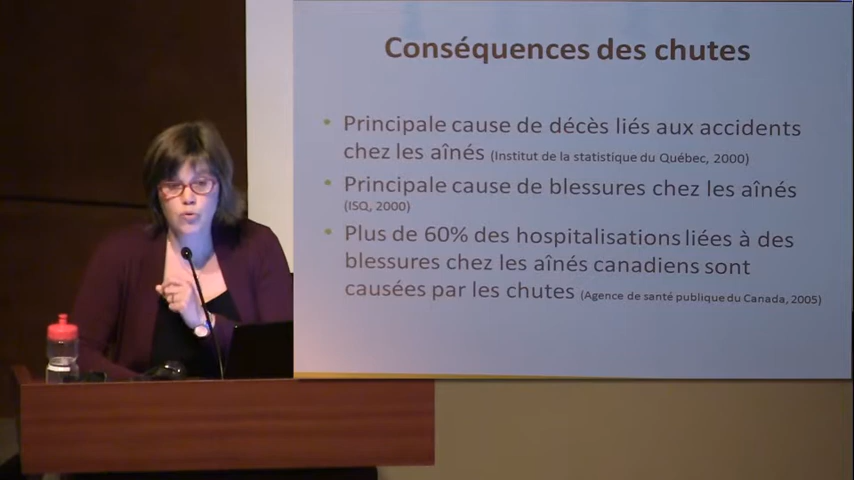 Conséquences des chutes
• Principale cause de décès liés aux accidents
chez les aînés (Institut de la statistique du Québec, 2000)
• Principale cause de blessures chez les aînés
(ISQ, 2000)
• Plus de 60% des hospitalisations liées à des
blessures chez les aînés canadiens sont
causées par les chutes (Agence de santé publique du Canada, 2005)